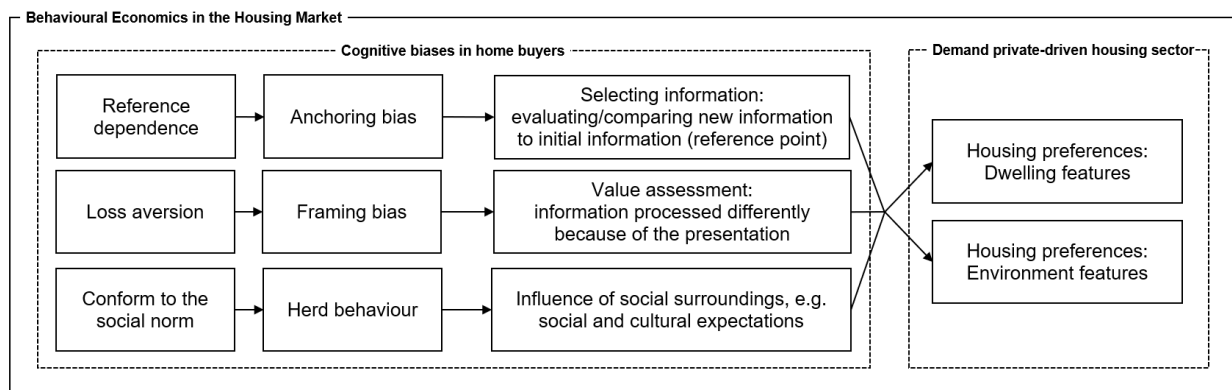 Behavioural Economics in the Housing Market
Cognitive biases in home buyers
Demand private-driven housing sector
Reference
dependence
Anchoring bias
Selecting information:
evaluating/comparing new information
to initial information (reference point)
Loss aversion
Framing bias
Value assessment:
information processed differently
because of the presentation
Conform to the
social norm
Herd behaviour
Influence of social surroundings, e.g.
social and cultural expectations
Housing preferences:
Dwelling features
Housing preferences:
Environment features